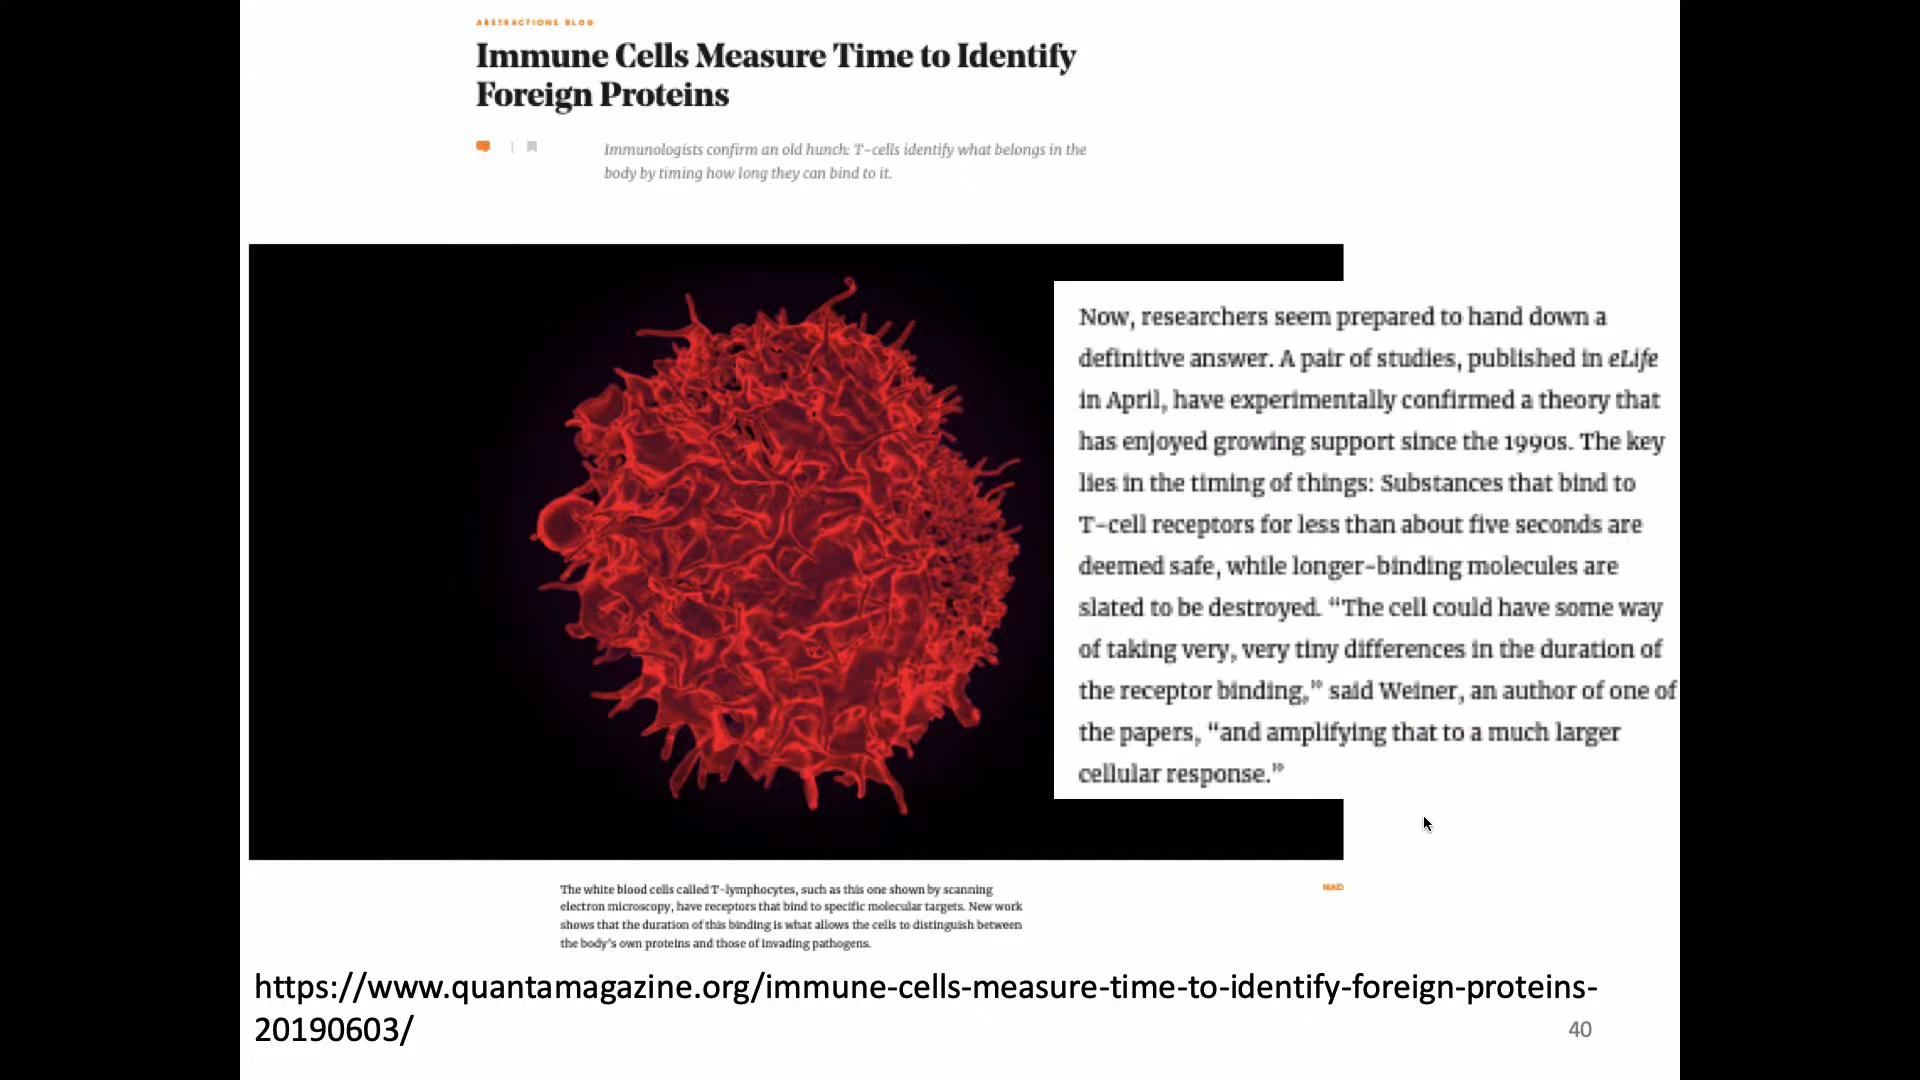 ABSTRACTIONS BLOG
Immune Cells Measure Time to Identify
Foreign Proteins
Immunologists confirm an old hunch: T-cells identify what belongs in the
body by timing how long they can bind to it.
Now, researchers seem prepared to hand down a
definitive answer. A pair of studies, published in eLife
in April, have experimentally confirmed a theory that
has enjoyed growing support since the 1990s. The key
lies in the timing of things: Substances that bind to
T-cell receptors for less than about five seconds are
deemed safe, while longer-binding molecules are
slated to be destroyed. “The cell could have some way
of taking very, very tiny differences in the duration of
the receptor binding,” said Weiner, an author of one of
the papers, “and amplifying that to a much larger
cellular response.”
The white blood cells called T-lymphocytes, such as this one shown by scanning
electron microscopy, have receptors that bind to specific molecular targets. New work
shows that the duration of this binding is what allows the cells to distinguish between
the body’s own proteins and those of invading pathogens.
NIAID
https://www.quantamagazine.org/immune-cells-measure-time-to-identify-foreign-proteins-
20190603/
40